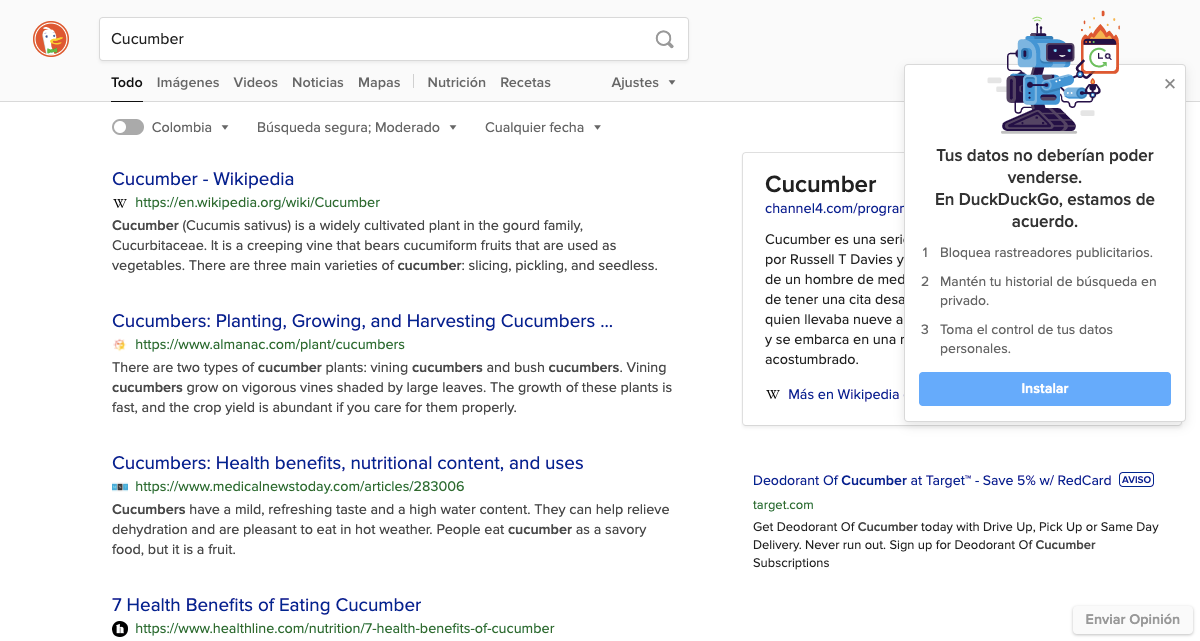 Cucumber
Todo Imágenes Videos Noticias Mapas Nutrición Recetas Ajustes
Colombia Búsqueda segura; Moderado Cualquier fecha
Cucumber - Wikipedia
W https://en.wikipedia.org/wiki/Cucumber
Cucumber (Cucumis sativus) is a widely cultivated plant in the gourd family,
Cucurbitaceae. It is a creeping vine that bears cucumiform fruits that are used as
vegetables. There are three main varieties of cucumber: slicing, pickling, and seedless.
Cucumbers: Planting, Growing, and Harvesting Cucumbers ...
https://www.almanac.com/plant/cucumbers
There are two types of cucumber plants: vining cucumbers and bush cucumbers. Vining
cucumbers grow on vigorous vines shaded by large leaves. The growth of these plants is
fast, and the crop yield is abundant if you care for them properly.
Cucumbers: Health benefits, nutritional content, and uses
https://www.medicalnewstoday.com/articles/283006
Cucumbers have a mild, refreshing taste and a high water content. They can help relieve
dehydration and are pleasant to eat in hot weather. People eat cucumber as a savory
food, but it is a fruit.
7 Health Benefits of Eating Cucumber
h https://www.healthline.com/nutrition/7-health-benefits-of-cucumber
Cucumber
channel4.com/progra
Cucumber es una seri
por Russell T Davies y
de un hombre de med
de tener una cita desa
quien llevaba nueve a
y se embarca en una
acostumbrado.
W Más en Wikipedia
Tus datos no deberían poder
venderse.
En DuckDuckGo, estamos de
acuerdo.
1 Bloquea rastreadores publicitarios.
2 Mantén tu historial de búsqueda en
privado.
3 Toma el control de tus datos
personales.
Instalar
Deodorant Of Cucumber at Target™ - Save 5% w/ RedCard AVISO
target.com
Get Deodorant Of Cucumber today with Drive Up, Pick Up or Same Day
Delivery. Never run out. Sign up for Deodorant Of Cucumber
Subscriptions
Enviar Opinión